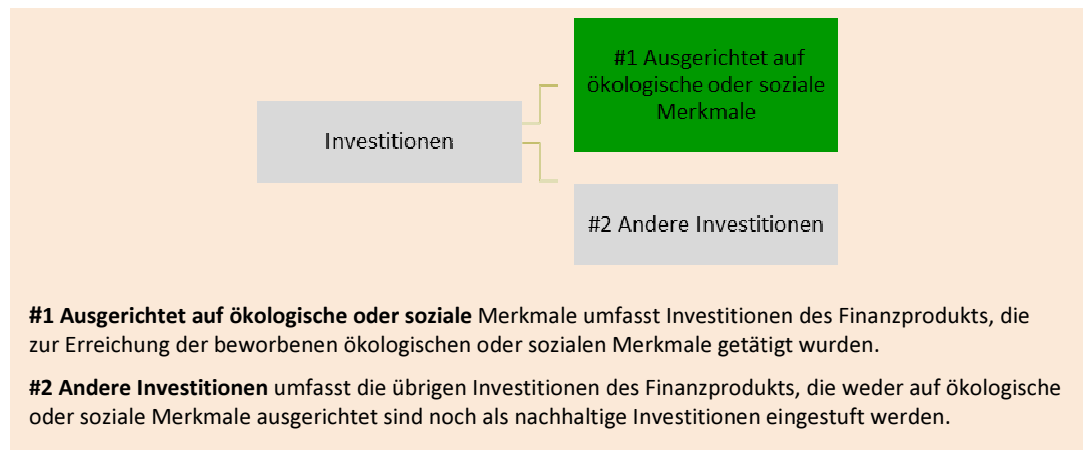 #1 Ausgerichtet auf
ökologische oder soziale
Merkmale
Investitionen
#2 Andere Investitionen
#1 Ausgerichtet auf ökologische oder soziale Merkmale umfasst Investitionen des Finanzprodukts, die
zur Erreichung der beworbenen ökologischen oder sozialen Merkmale getätigt wurden.
#2 Andere Investitionen umfasst die übrigen Investitionen des Finanzprodukts, die weder auf ökologische
oder soziale Merkmale ausgerichtet sind noch als nachhaltige Investitionen eingestuft werden.